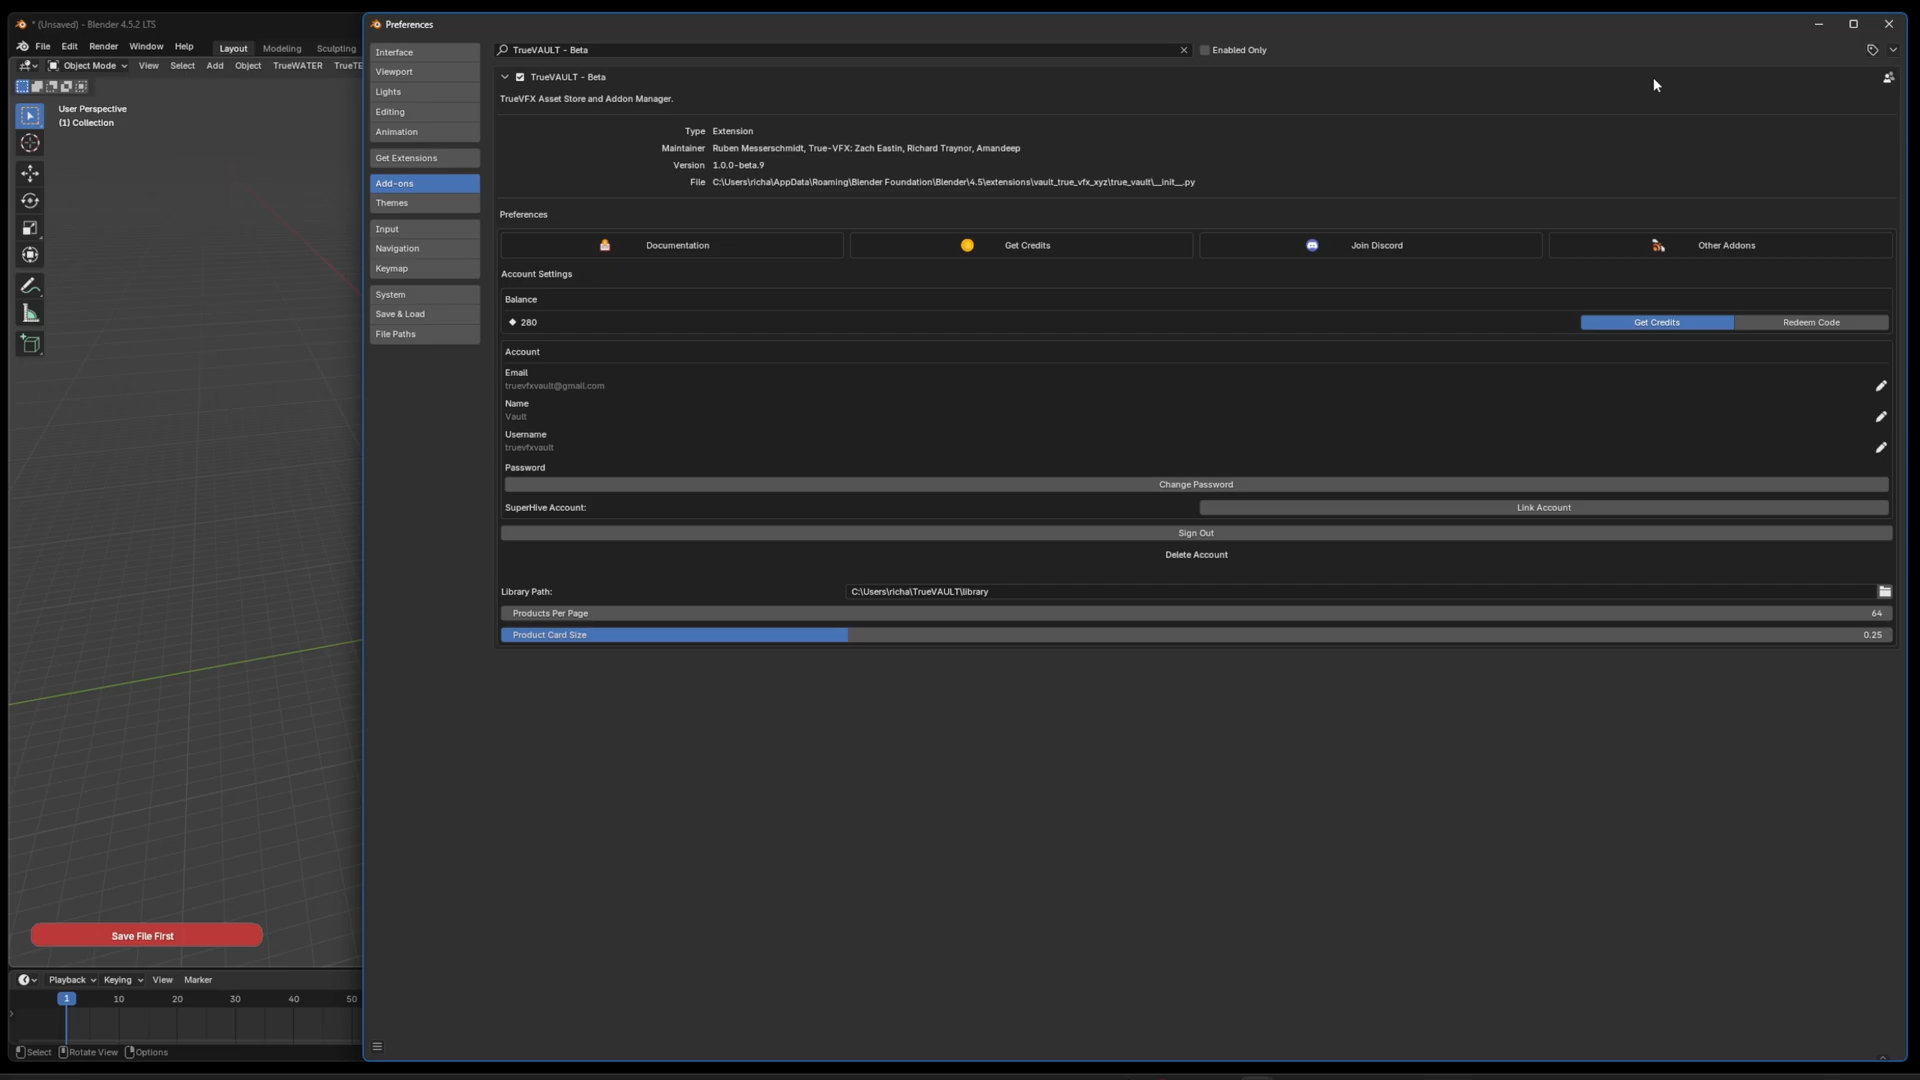 * (Unsaved) - Blender 4.5.2 LTS
File Edit Render Window Help Layout Modeling Sculpting
Object Mode View Select Add Object TrueWATER TrueTE
User Perspective
(1) Collection
Save File First
Playback Keying View Marker
1 10 20 30 40 50
Select Rotate View Options
Preferences
Interface
Viewport
Lights
Editing
Animation
Get Extensions
Add-ons
Themes
Input
Navigation
Keymap
System
Save & Load
File Paths
TrueVAULT - Beta
Enabled Only
TrueVAULT - Beta
TrueVFX Asset Store and Addon Manager.
Type Extension
Maintainer Ruben Messerschmidt, True-VFX: Zach Eastin, Richard Traynor, Amandeep
Version 1.0.0-beta.9
File C:\Users\richa\AppData\Roaming\Blender Foundation\Blender\4.5\extensions\vault_true_vfx_xyz\true_vault\__init__.py
Preferences
Documentation Get Credits Join Discord Other Addons
Account Settings
Balance
280 Get Credits Redeem Code
Account
Email
truevfxvault@gmail.com
Name
Vault
Username
truevfxvault
Password
Change Password
SuperHive Account: Link Account
Sign Out
Delete Account
Library Path: C:\Users\richa\TrueVAULT\library
Products Per Page 64
Product Card Size 0.25